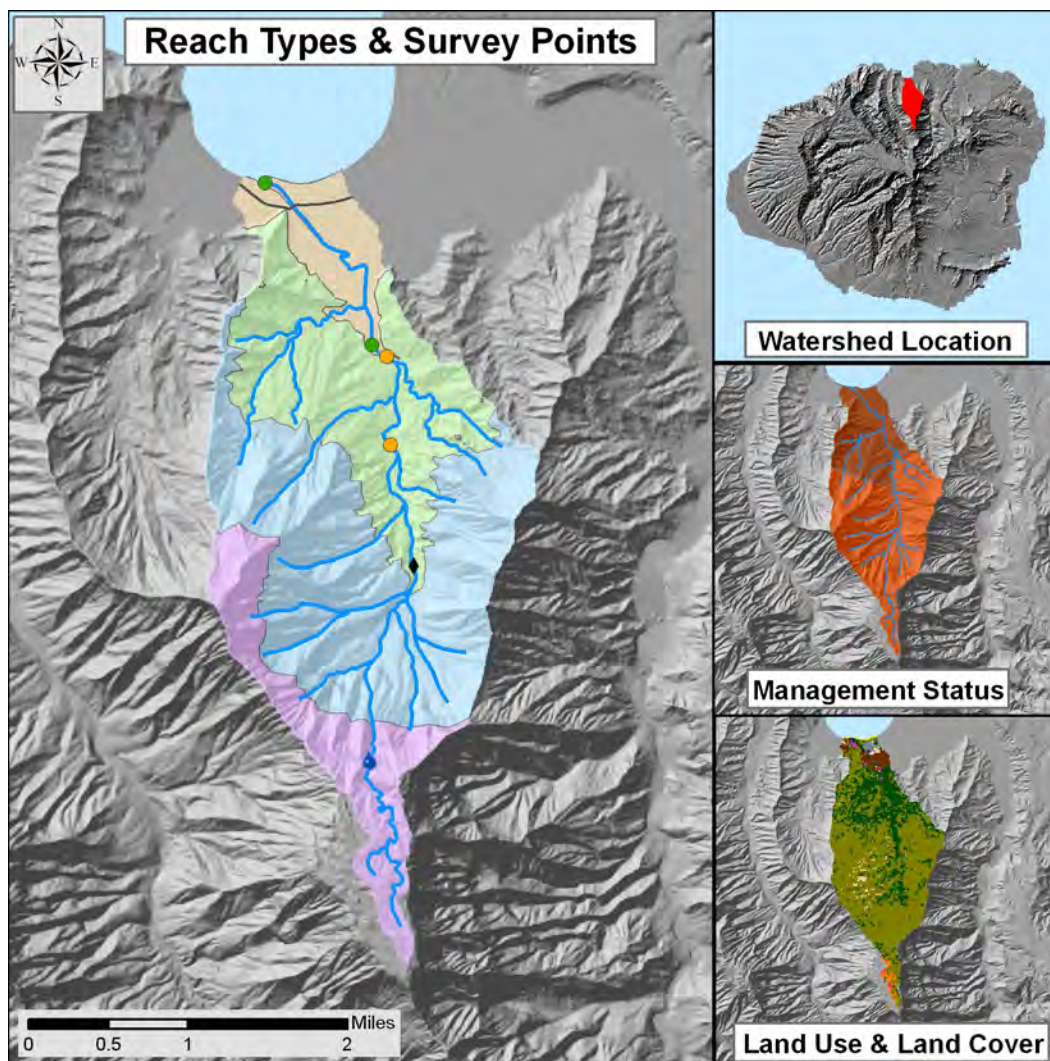 N
W E
S
Reach Types & Survey Points
Watershed Location
Management Status
Miles
0 0.5 1 2
Land Use & Land Cover